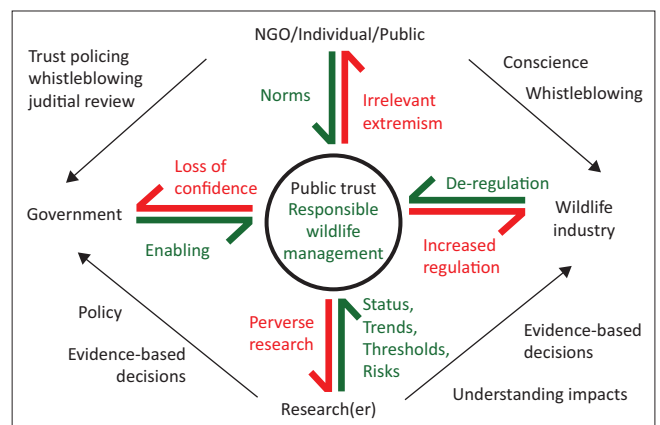 NGO/Individual/Public
Trust policing
whistleblowing
juditial review
Conscience
Whistleblowing
Norms
Irrelevant
extremism
Loss of
confidence
Public trust
Responsible
wildlife
management
De-regulation
Government
Wildlife
industry
Enabling
Increased
regulation
Policy
Evidence-based
decisions
Perverse
research
Status,
Trends,
Thresholds,
Risks
Evidence-based
decisions
Understanding impacts
Research(er)